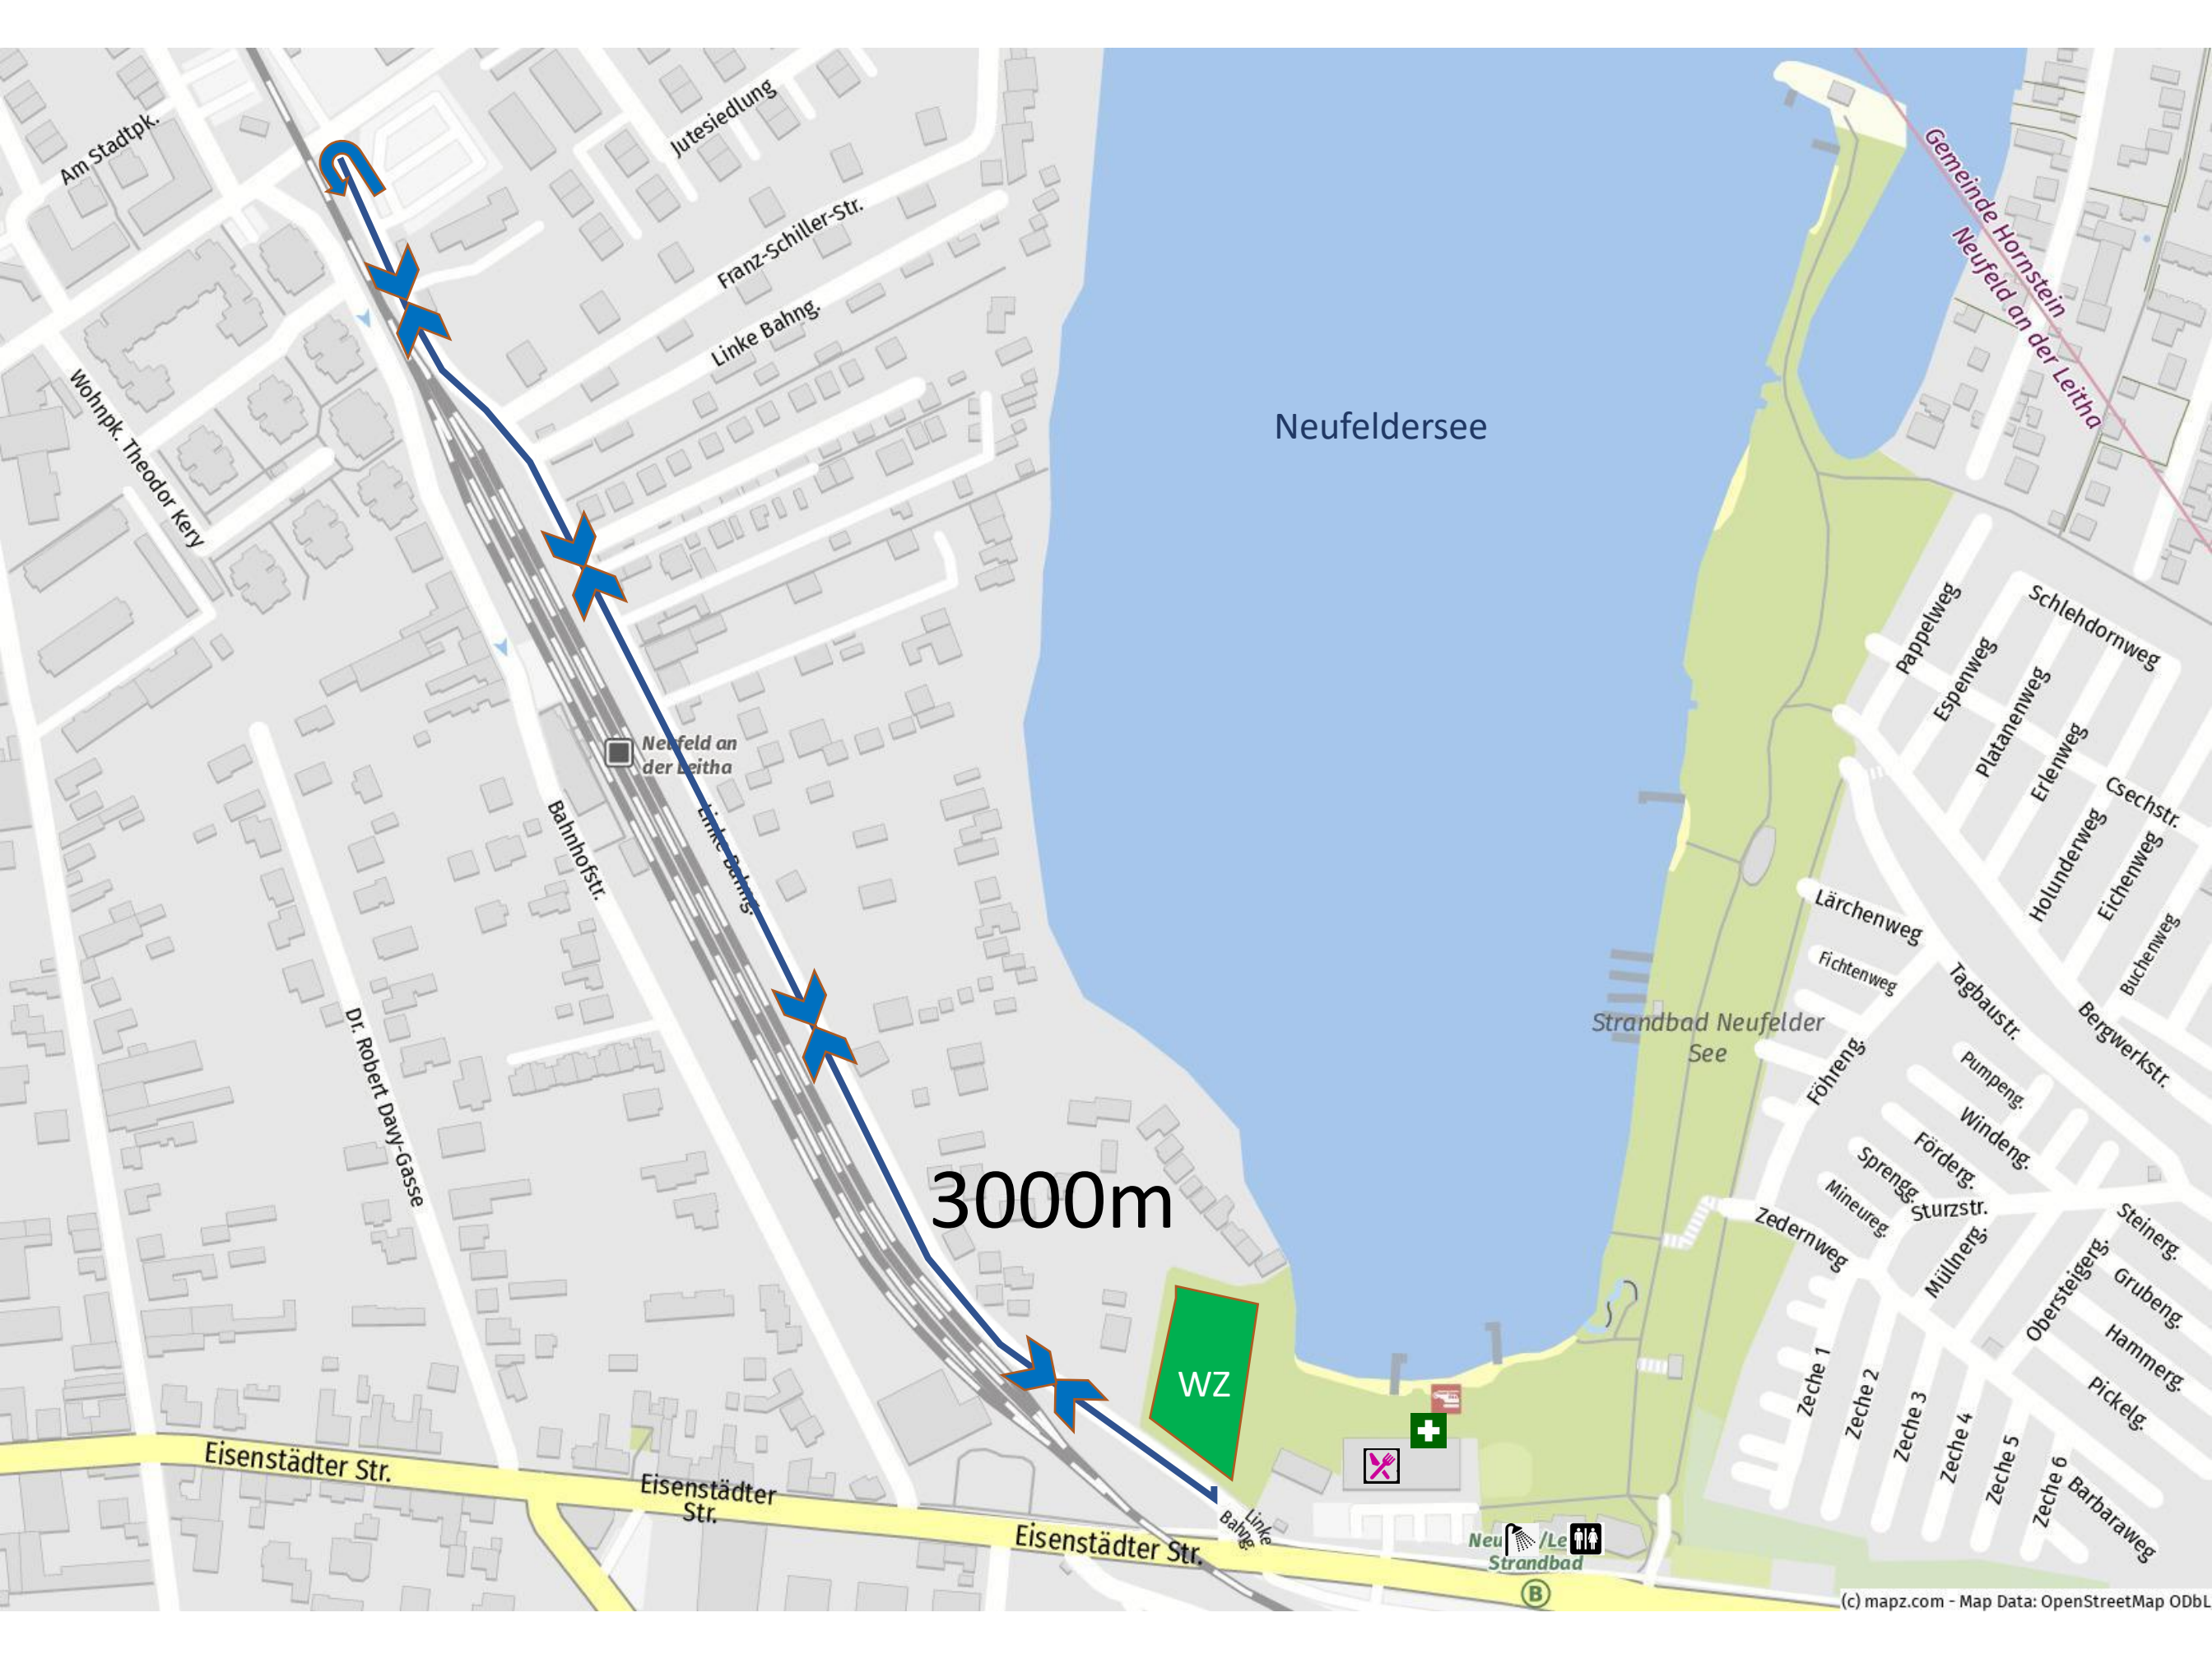 Am Stadtpk.
Jutesiedlung
Franz-Schiller-Str.
Linke Bahng.
Wohnpk. Theodor Kery
Neufeldersee
Gemeinde Hornstein
Neufeld an der Leitha
Pappelweg
Espenweg
Platanenweg
Erlenweg
Schlehdornweg
Csechstr.
Holunderweg
Eichenweg
Buchenweg
Neufeld an
der Leitha
Linke Bahng.
Bahnhofstr.
Dr. Robert Davy-Gasse
Lärchenweg
Fichtenweg
Tagbaustr.
Bergwerkstr.
Strandbad Neufelder
See
Föhreng.
Pumpeng.
Windeng.
Förderg.
Sprengg.
Mineureg.
Sturzstr.
Müllnerg.
Zedernweg
Steinerg.
Obersteigerg.
Grubeng.
Hammerg.
Pickelg.
3000m
WZ
Zeche 1
Zeche 2
Zeche 3
Zeche 4
Zeche 5
Zeche 6
Barbaraweg
Eisenstädter Str.
Eisenstädter
Str.
Eisenstädter Str.
Linke
Bahng.
Neu /Le
Strandbad
B
(c) mapz.com - Map Data: OpenStreetMap ODbL